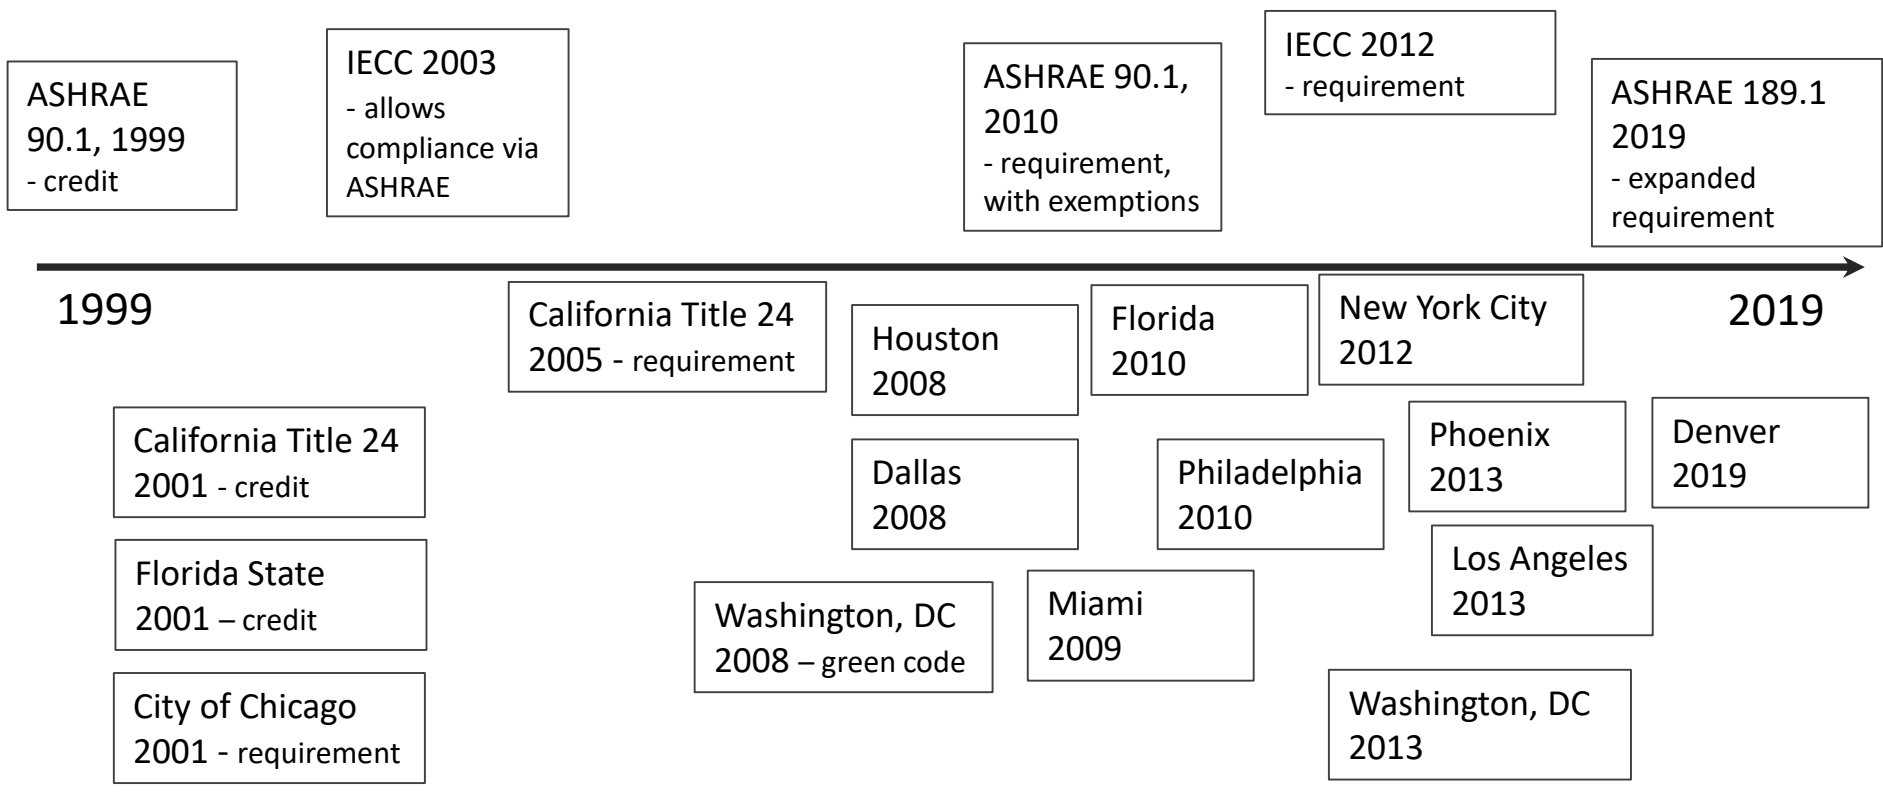 ASHRAE
90.1, 1999
- credit
IECC 2003
- allows
compliance via
ASHRAE
ASHRAE 90.1,
2010
- requirement,
with exemptions
IECC 2012
- requirement
ASHRAE 189.1
2019
- expanded
requirement
1999
2019
California Title 24
2001 - credit
Florida State
2001 – credit
City of Chicago
2001 - requirement
California Title 24
2005 - requirement
Houston
2008
Dallas
2008
Washington, DC
2008 – green code
Miami
2009
Florida
2010
Philadelphia
2010
New York City
2012
Phoenix
2013
Los Angeles
2013
Washington, DC
2013
Denver
2019